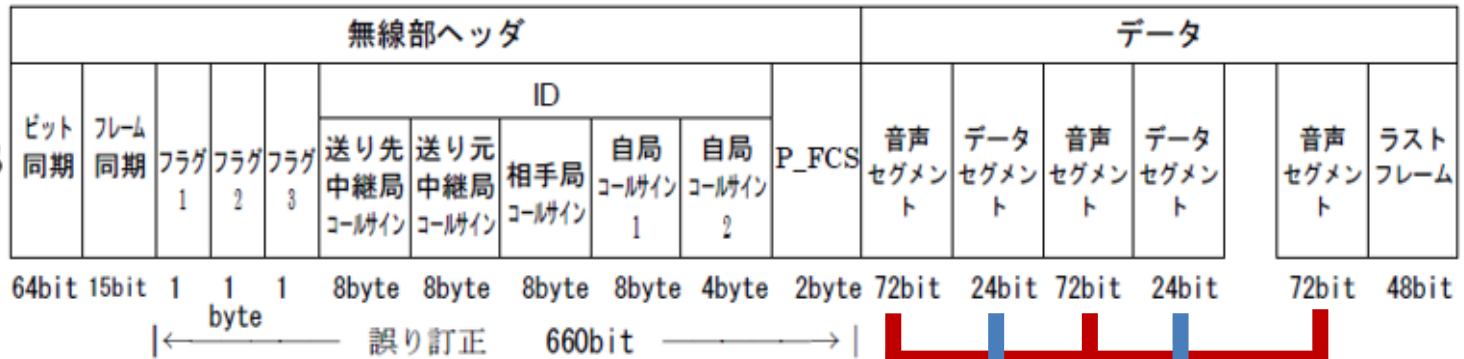 無線部ヘッダ データ
ID
ビット同期 フレーム同期 フラグ1 フラグ2 フラグ3 送り先中継局コールサイン 送り元中継局コールサイン 相手局コールサイン 自局コールサイン1 自局コールサイン2 P_FCS 音声セグメント データセグメント 音声セグメント データセグメント 音声セグメント ラストフレーム
64bit 15bit 1 1 1 8byte 8byte 8byte 8byte 4byte 2byte 72bit 24bit 72bit 24bit 72bit 48bit
byte
誤り訂正 660bit